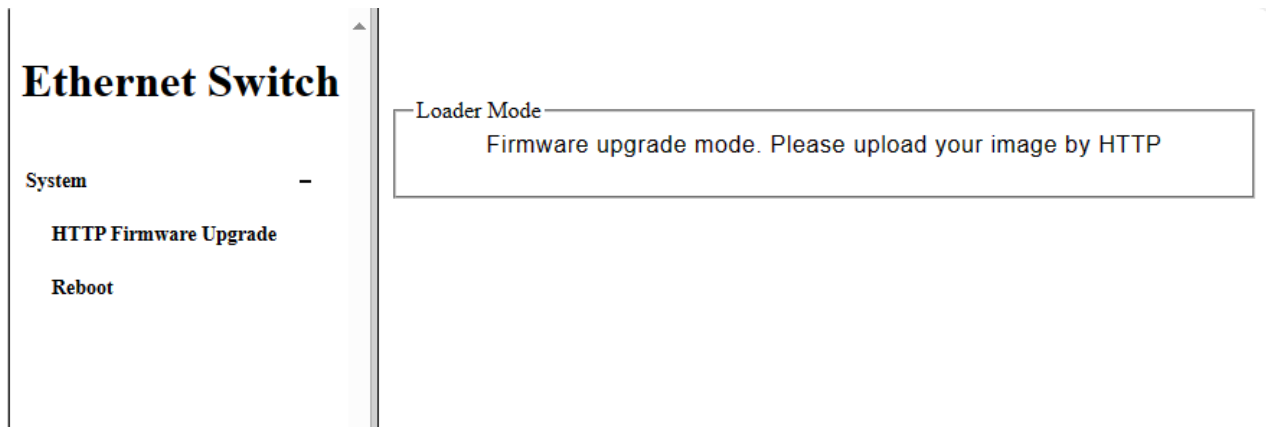 Ethernet Switch
System
HTTP Firmware Upgrade
Reboot
Loader Mode
Firmware upgrade mode. Please upload your image by HTTP